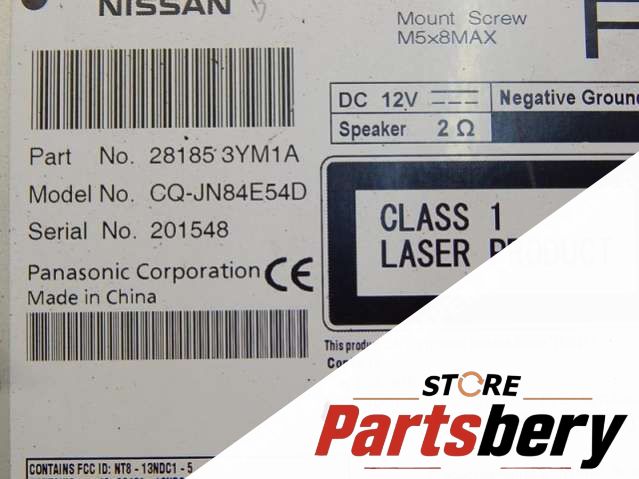 NISSAN
Mount Screw
M5x8MAX
DC 12V
Negative Ground
Speaker 2 Ω
Part No. 28185 3YM1A
Model No. CQ-JN84E54D
Serial No. 201548
CLASS 1
LASER PRODUCT
Panasonic Corporation CE
Made in China
This produ
STORE
Partsbery
CONTAINS FCC ID: NT8 - 13NDC1 - 5